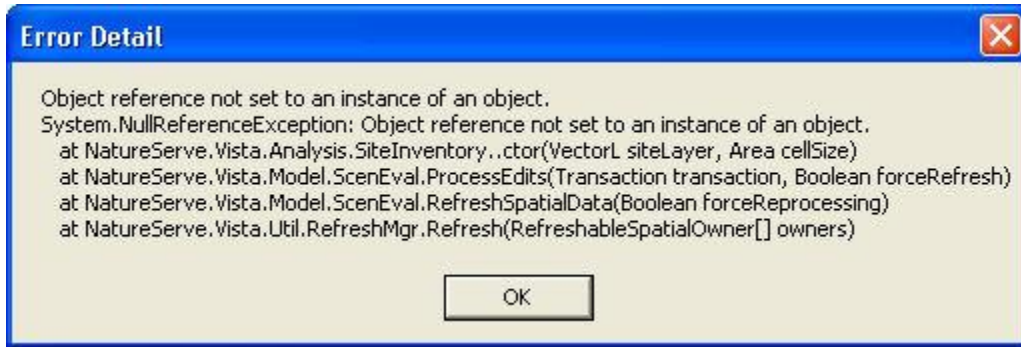 Error Detail
Object reference not set to an instance of an object.
System.NullReferenceException: Object reference not set to an instance of an object.
at NatureServe.Vista.Analysis.SiteInventory..ctor(VectorL siteLayer, Area cellSize)
at NatureServe.Vista.Model.ScenEval.ProcessEdits(Transaction transaction, Boolean forceRefresh)
at NatureServe.Vista.Model.ScenEval.RefreshSpatialData(Boolean forceReprocessing)
at NatureServe.Vista.Util.RefreshMgr.Refresh(RefreshableSpatialOwner[] owners)
OK